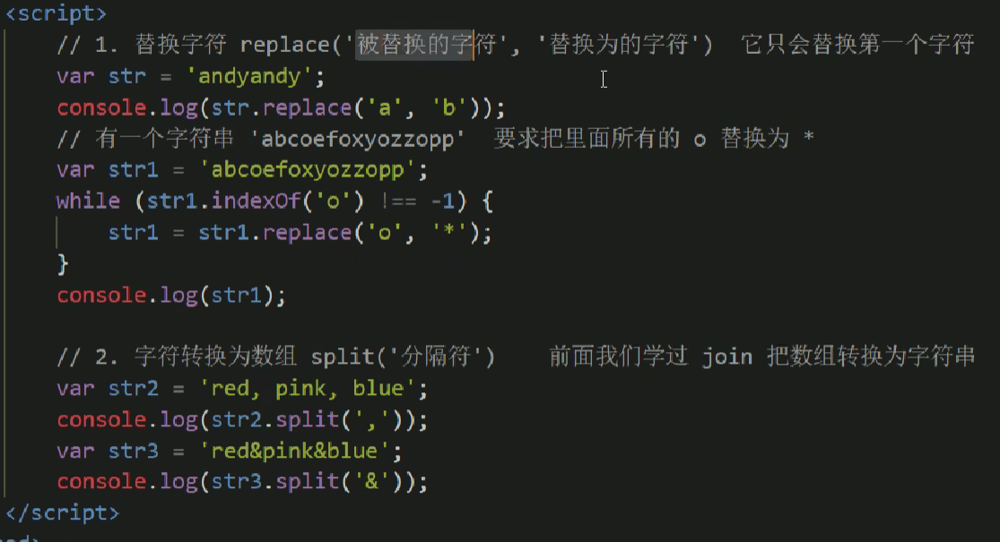 <script>
// 1. 替换字符 replace('被替换的字符', '替换为的字符')  它只会替换第一个字符
var str = 'andyandy';
console.log(str.replace('a', 'b'));
// 有一个字符串 'abcoefoxyozzopp'  要求把里面所有的 o 替换为 *
var str1 = 'abcoefoxyozzopp';
while (str1.indexOf('o') !== -1) {
    str1 = str1.replace('o', '*');
}
console.log(str1);
// 2. 字符转换为数组 split('分隔符')    前面我们学过 join 把数组转换为字符串
var str2 = 'red, pink, blue';
console.log(str2.split(','));
var str3 = 'red&pink&blue';
console.log(str3.split('&'));
</script>